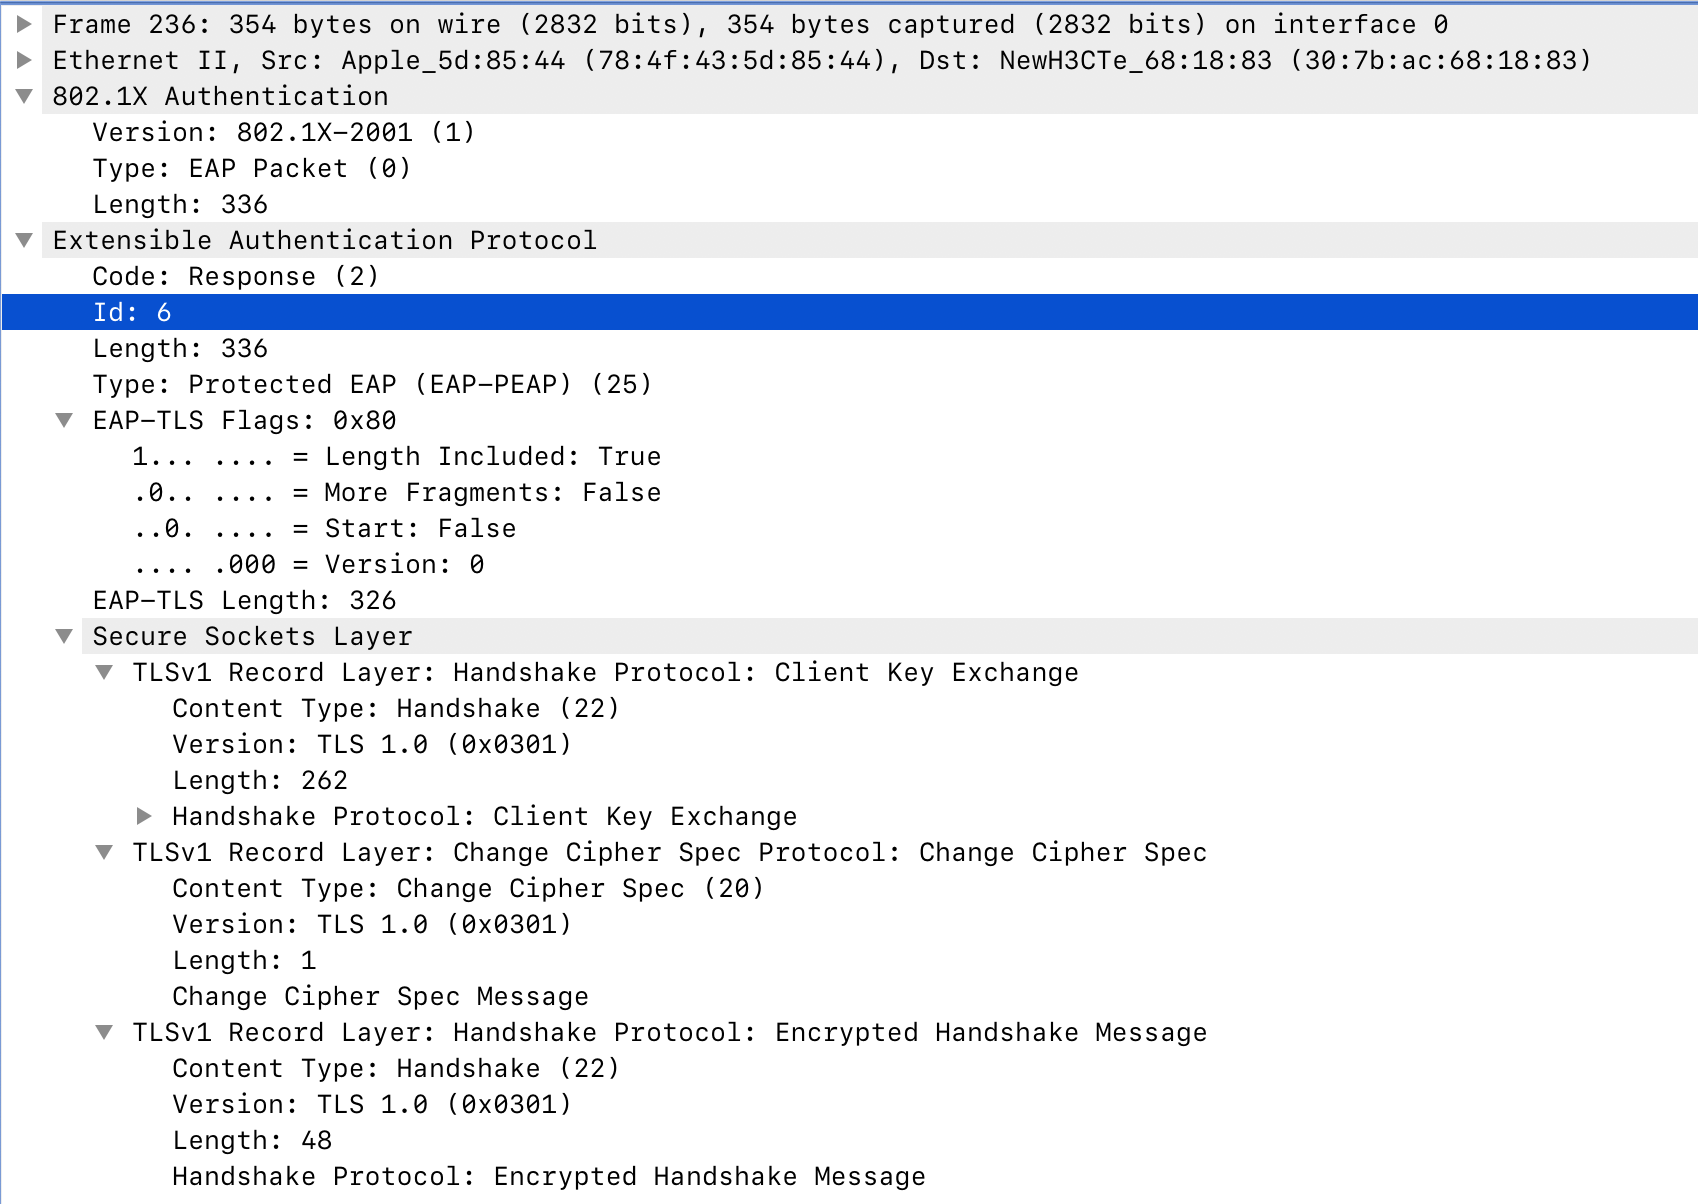 Frame 236: 354 bytes on wire (2832 bits), 354 bytes captured (2832 bits) on interface 0
Ethernet II, Src: Apple_5d:85:44 (78:4f:43:5d:85:44), Dst: NewH3CTe_68:18:83 (30:7b:ac:68:18:83)
802.1X Authentication
Version: 802.1X-2001 (1)
Type: EAP Packet (0)
Length: 336
Extensible Authentication Protocol
Code: Response (2)
Id: 6
Length: 336
Type: Protected EAP (EAP-PEAP) (25)
EAP-TLS Flags: 0x80
1... .... = Length Included: True
.0.. .... = More Fragments: False
..0. .... = Start: False
.... .000 = Version: 0
EAP-TLS Length: 326
Secure Sockets Layer
TLSv1 Record Layer: Handshake Protocol: Client Key Exchange
Content Type: Handshake (22)
Version: TLS 1.0 (0x0301)
Length: 262
Handshake Protocol: Client Key Exchange
TLSv1 Record Layer: Change Cipher Spec Protocol: Change Cipher Spec
Content Type: Change Cipher Spec (20)
Version: TLS 1.0 (0x0301)
Length: 1
Change Cipher Spec Message
TLSv1 Record Layer: Handshake Protocol: Encrypted Handshake Message
Content Type: Handshake (22)
Version: TLS 1.0 (0x0301)
Length: 48
Handshake Protocol: Encrypted Handshake Message